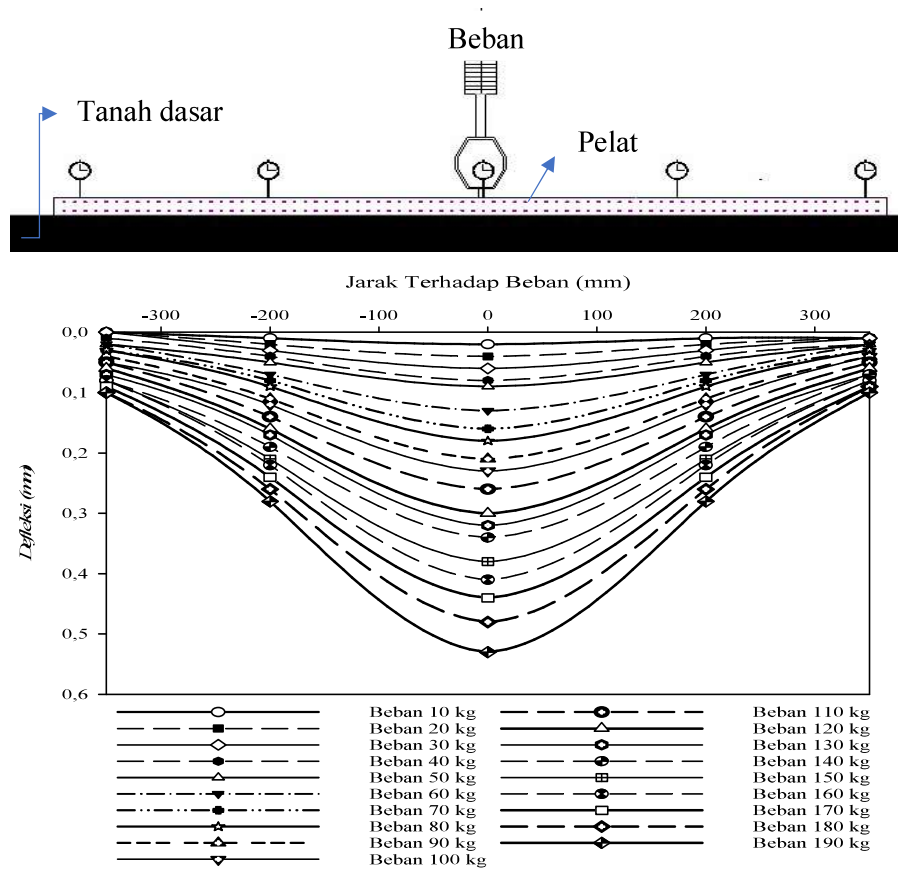 Beban
Tanah dasar
Pelat
Jarak Terhadap Beban (mm)
-300 -200 -100 0 100 200 300
0,0
0,1
0,2
0,3
0,4
0,5
0,6
Defleksi (mm)
Beban 10 kg
Beban 20 kg
Beban 30 kg
Beban 40 kg
Beban 50 kg
Beban 60 kg
Beban 70 kg
Beban 80 kg
Beban 90 kg
Beban 100 kg
Beban 110 kg
Beban 120 kg
Beban 130 kg
Beban 140 kg
Beban 150 kg
Beban 160 kg
Beban 170 kg
Beban 180 kg
Beban 190 kg